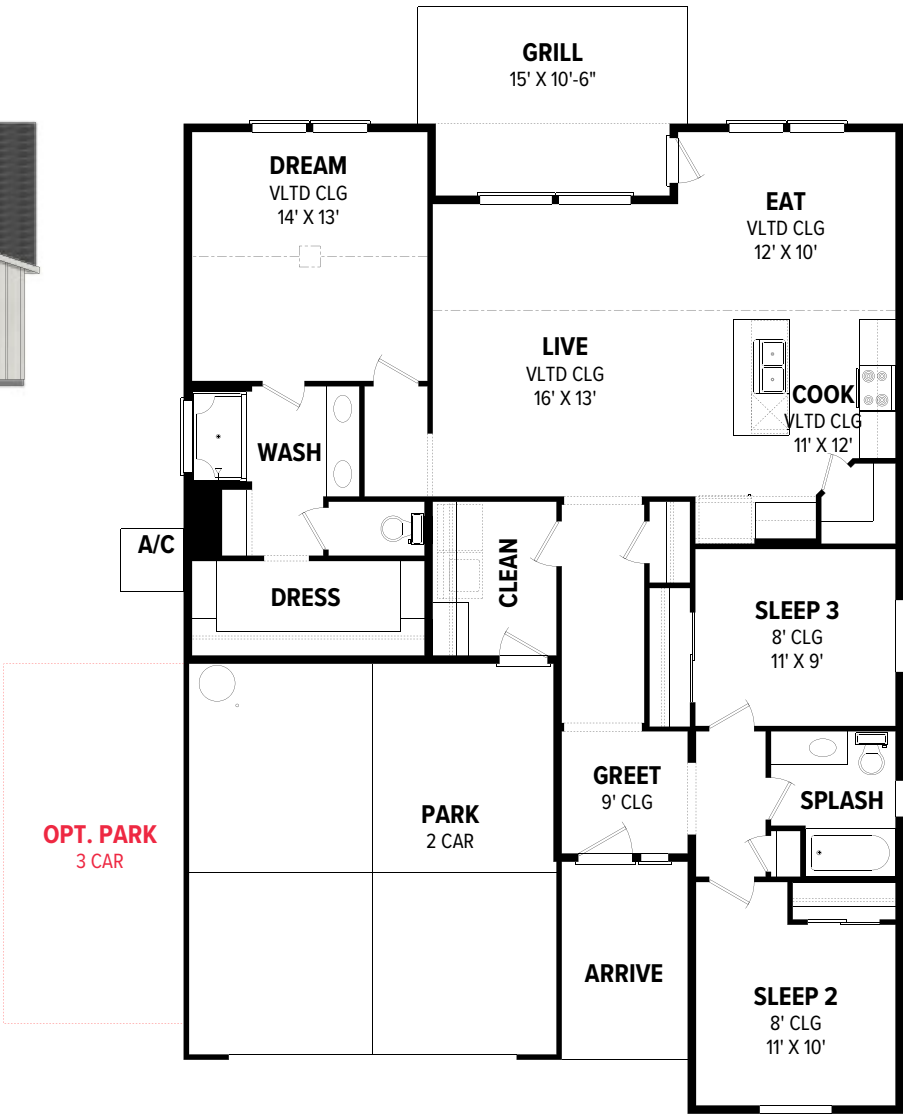 GRILL
15' X 10'-6"
DREAM
VLTD CLG
14' X 13'
EAT
VLTD CLG
12' X 10'
LIVE
VLTD CLG
16' X 13'
COOK
VLTD CLG
11' X 12'
WASH
A/C
CLEAN
DRESS
SLEEP 3
8' CLG
11' X 9'
GREET
9' CLG
SPLASH
PARK
2 CAR
OPT. PARK
3 CAR
ARRIVE
SLEEP 2
8' CLG
11' X 10'